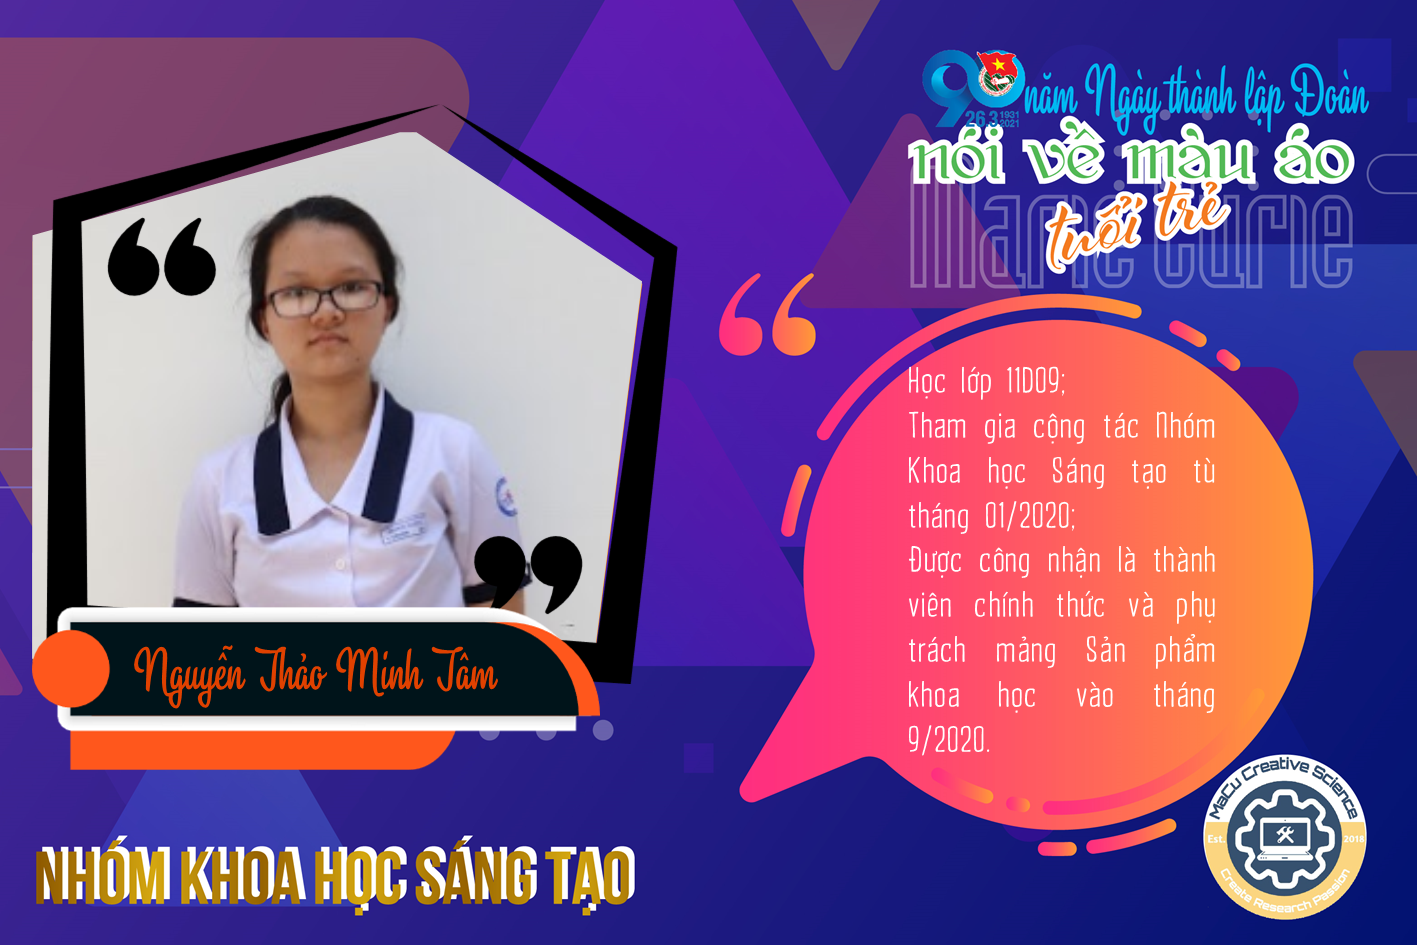 90 năm Ngày thành lập Đoàn
26.3 1931
2021
nói về màu áo
tuổi trẻ
Marie Curie
Học lớp 11D09;
Tham gia cộng tác Nhóm
Khoa học Sáng tạo tù
tháng 01/2020;
Được công nhận là thành
viên chính thức và phụ
trách mảng Sản phẩm
khoa học vào tháng
9/2020.
Nguyễn Thảo Minh Tâm
NHÓM KHOA HỌC SÁNG TẠO
MaCu Creative Science
Est. 2018
Create Research Passion